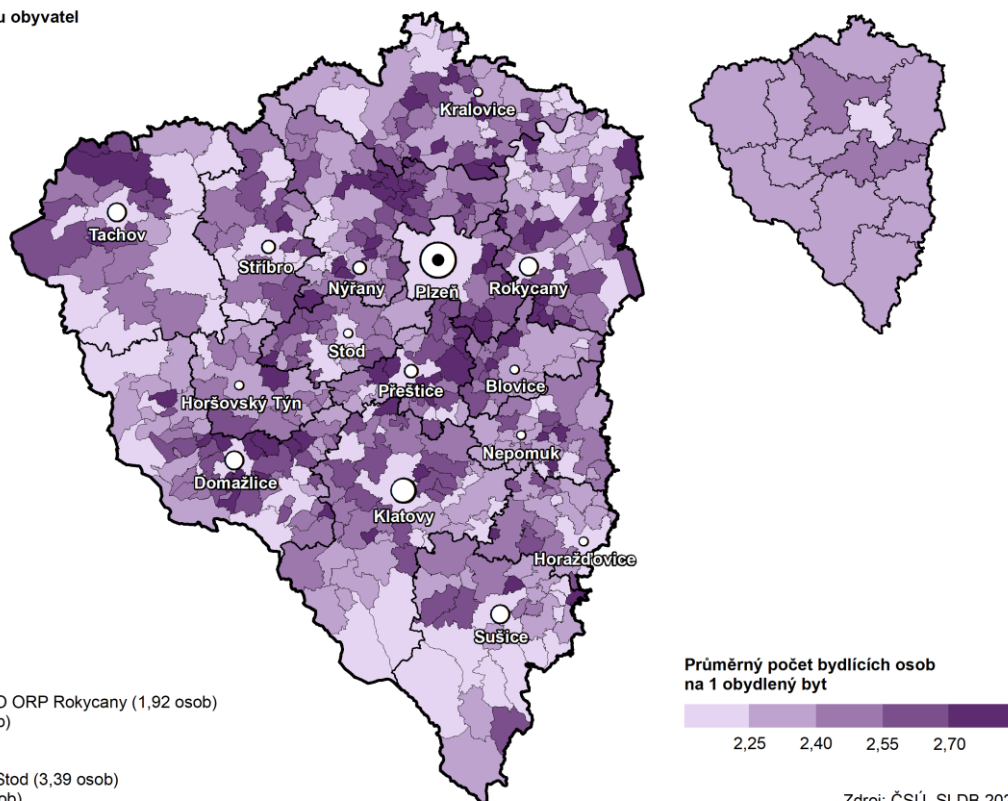 u obyvatel
Kralovice
Tachov
Stříbro
Nýřany
Plzeň
Rokycany
Stod
Přeštice
Blovice
Horšovský Týn
Nepomuk
Domažlice
Klatovy
Horažďovice
Sušice
Průměrný počet bydlících osob
na 1 obydlený byt
2,25 2,40 2,55 2,70
ORP Rokycany (1,92 osob)
Stod (3,39 osob)
Zdroj: ČSÚ, SLDB